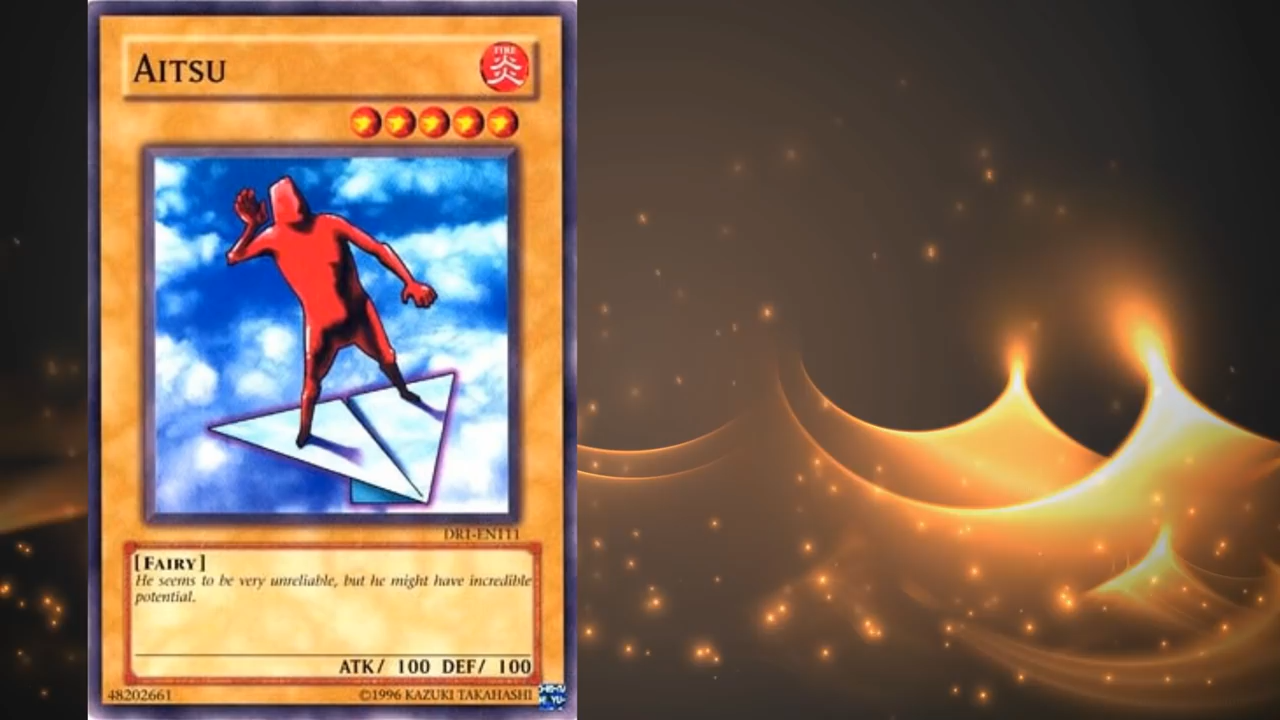 AITSU
FIRE
炎
DR1-EN111
[FAIRY]
He seems to be very unreliable, but he might have incredible
potential.
ATK/ 100 DEF/ 100
48202661
©1996 KAZUKI TAKAHASHI